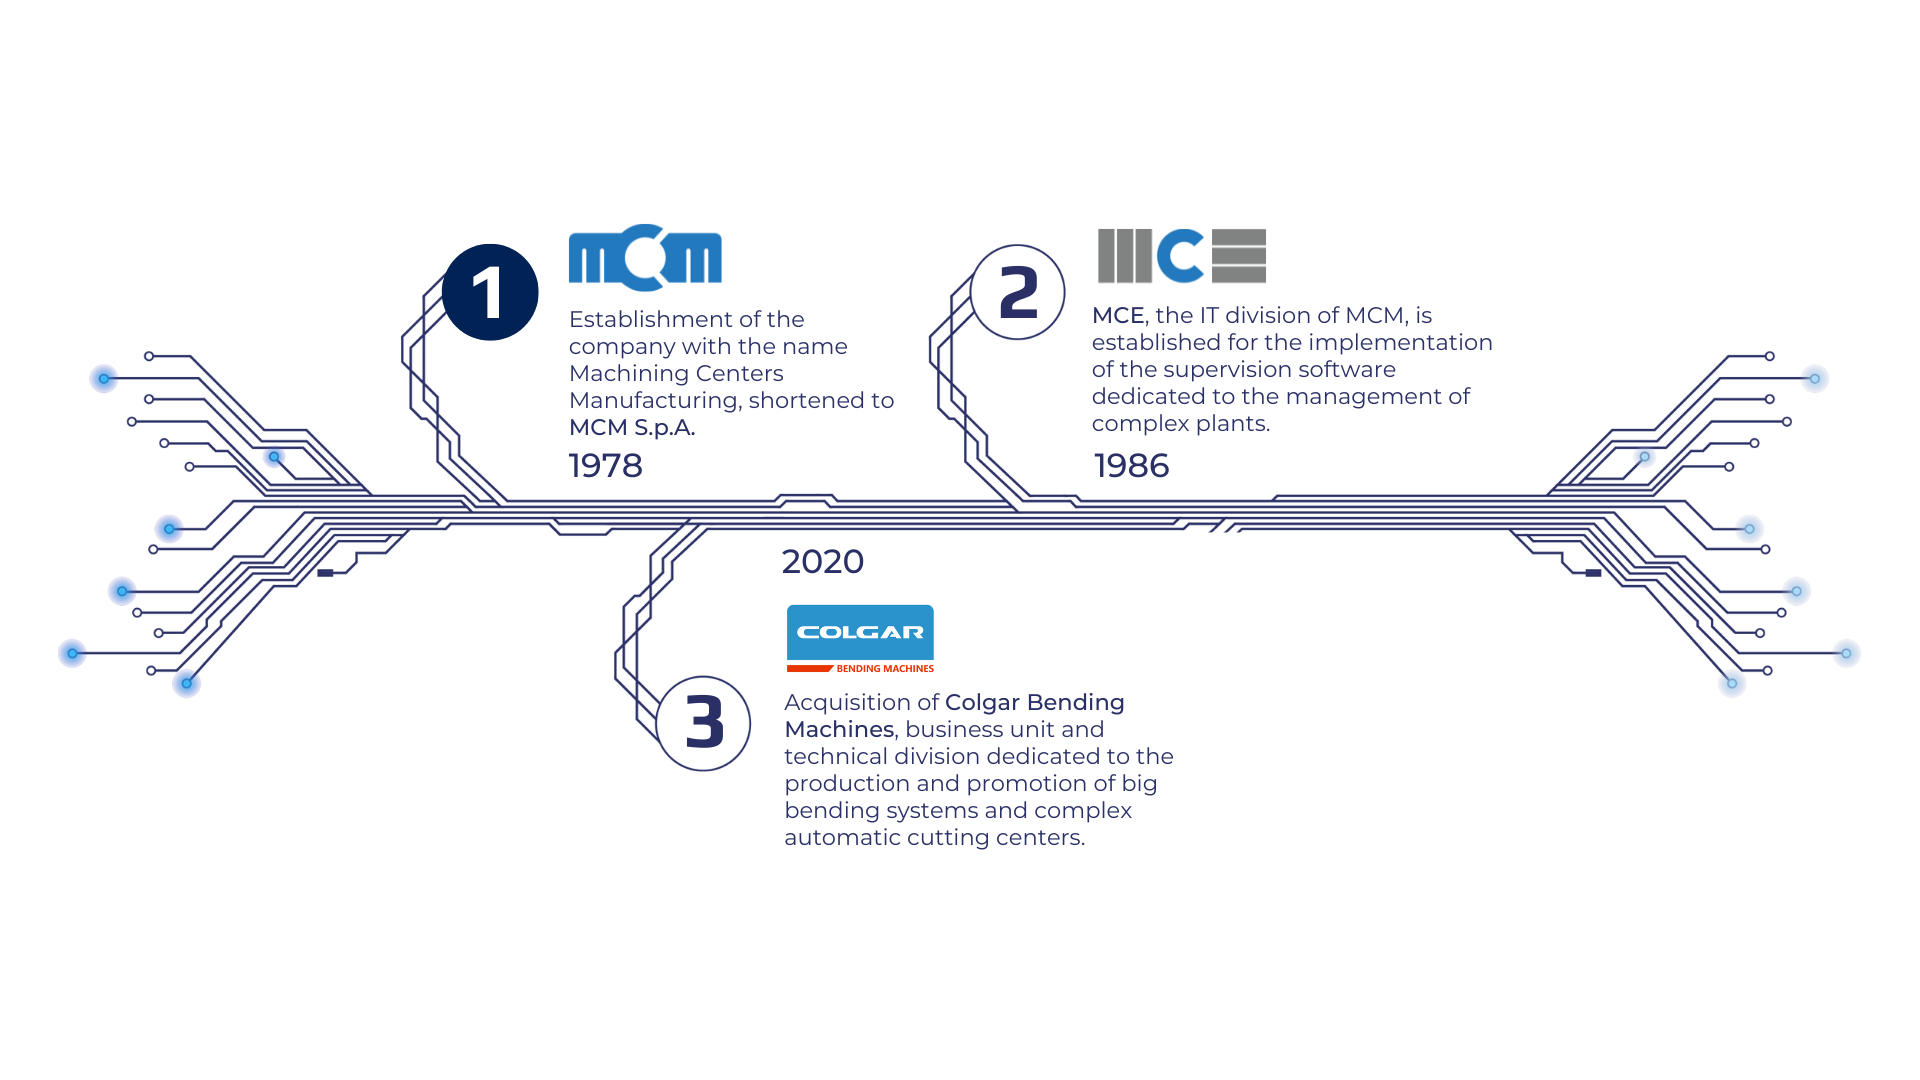 1
mcm
Establishment of the
company with the name
Machining Centers
Manufacturing, shortened to
MCM S.p.A.
1978
2
MCE
MCE, the IT division of MCM, is
established for the implementation
of the supervision software
dedicated to the management of
complex plants.
1986
2020
COLGAR
BENDING MACHINES
3
Acquisition of Colgar Bending
Machines, business unit and
technical division dedicated to the
production and promotion of big
bending systems and complex
automatic cutting centers.